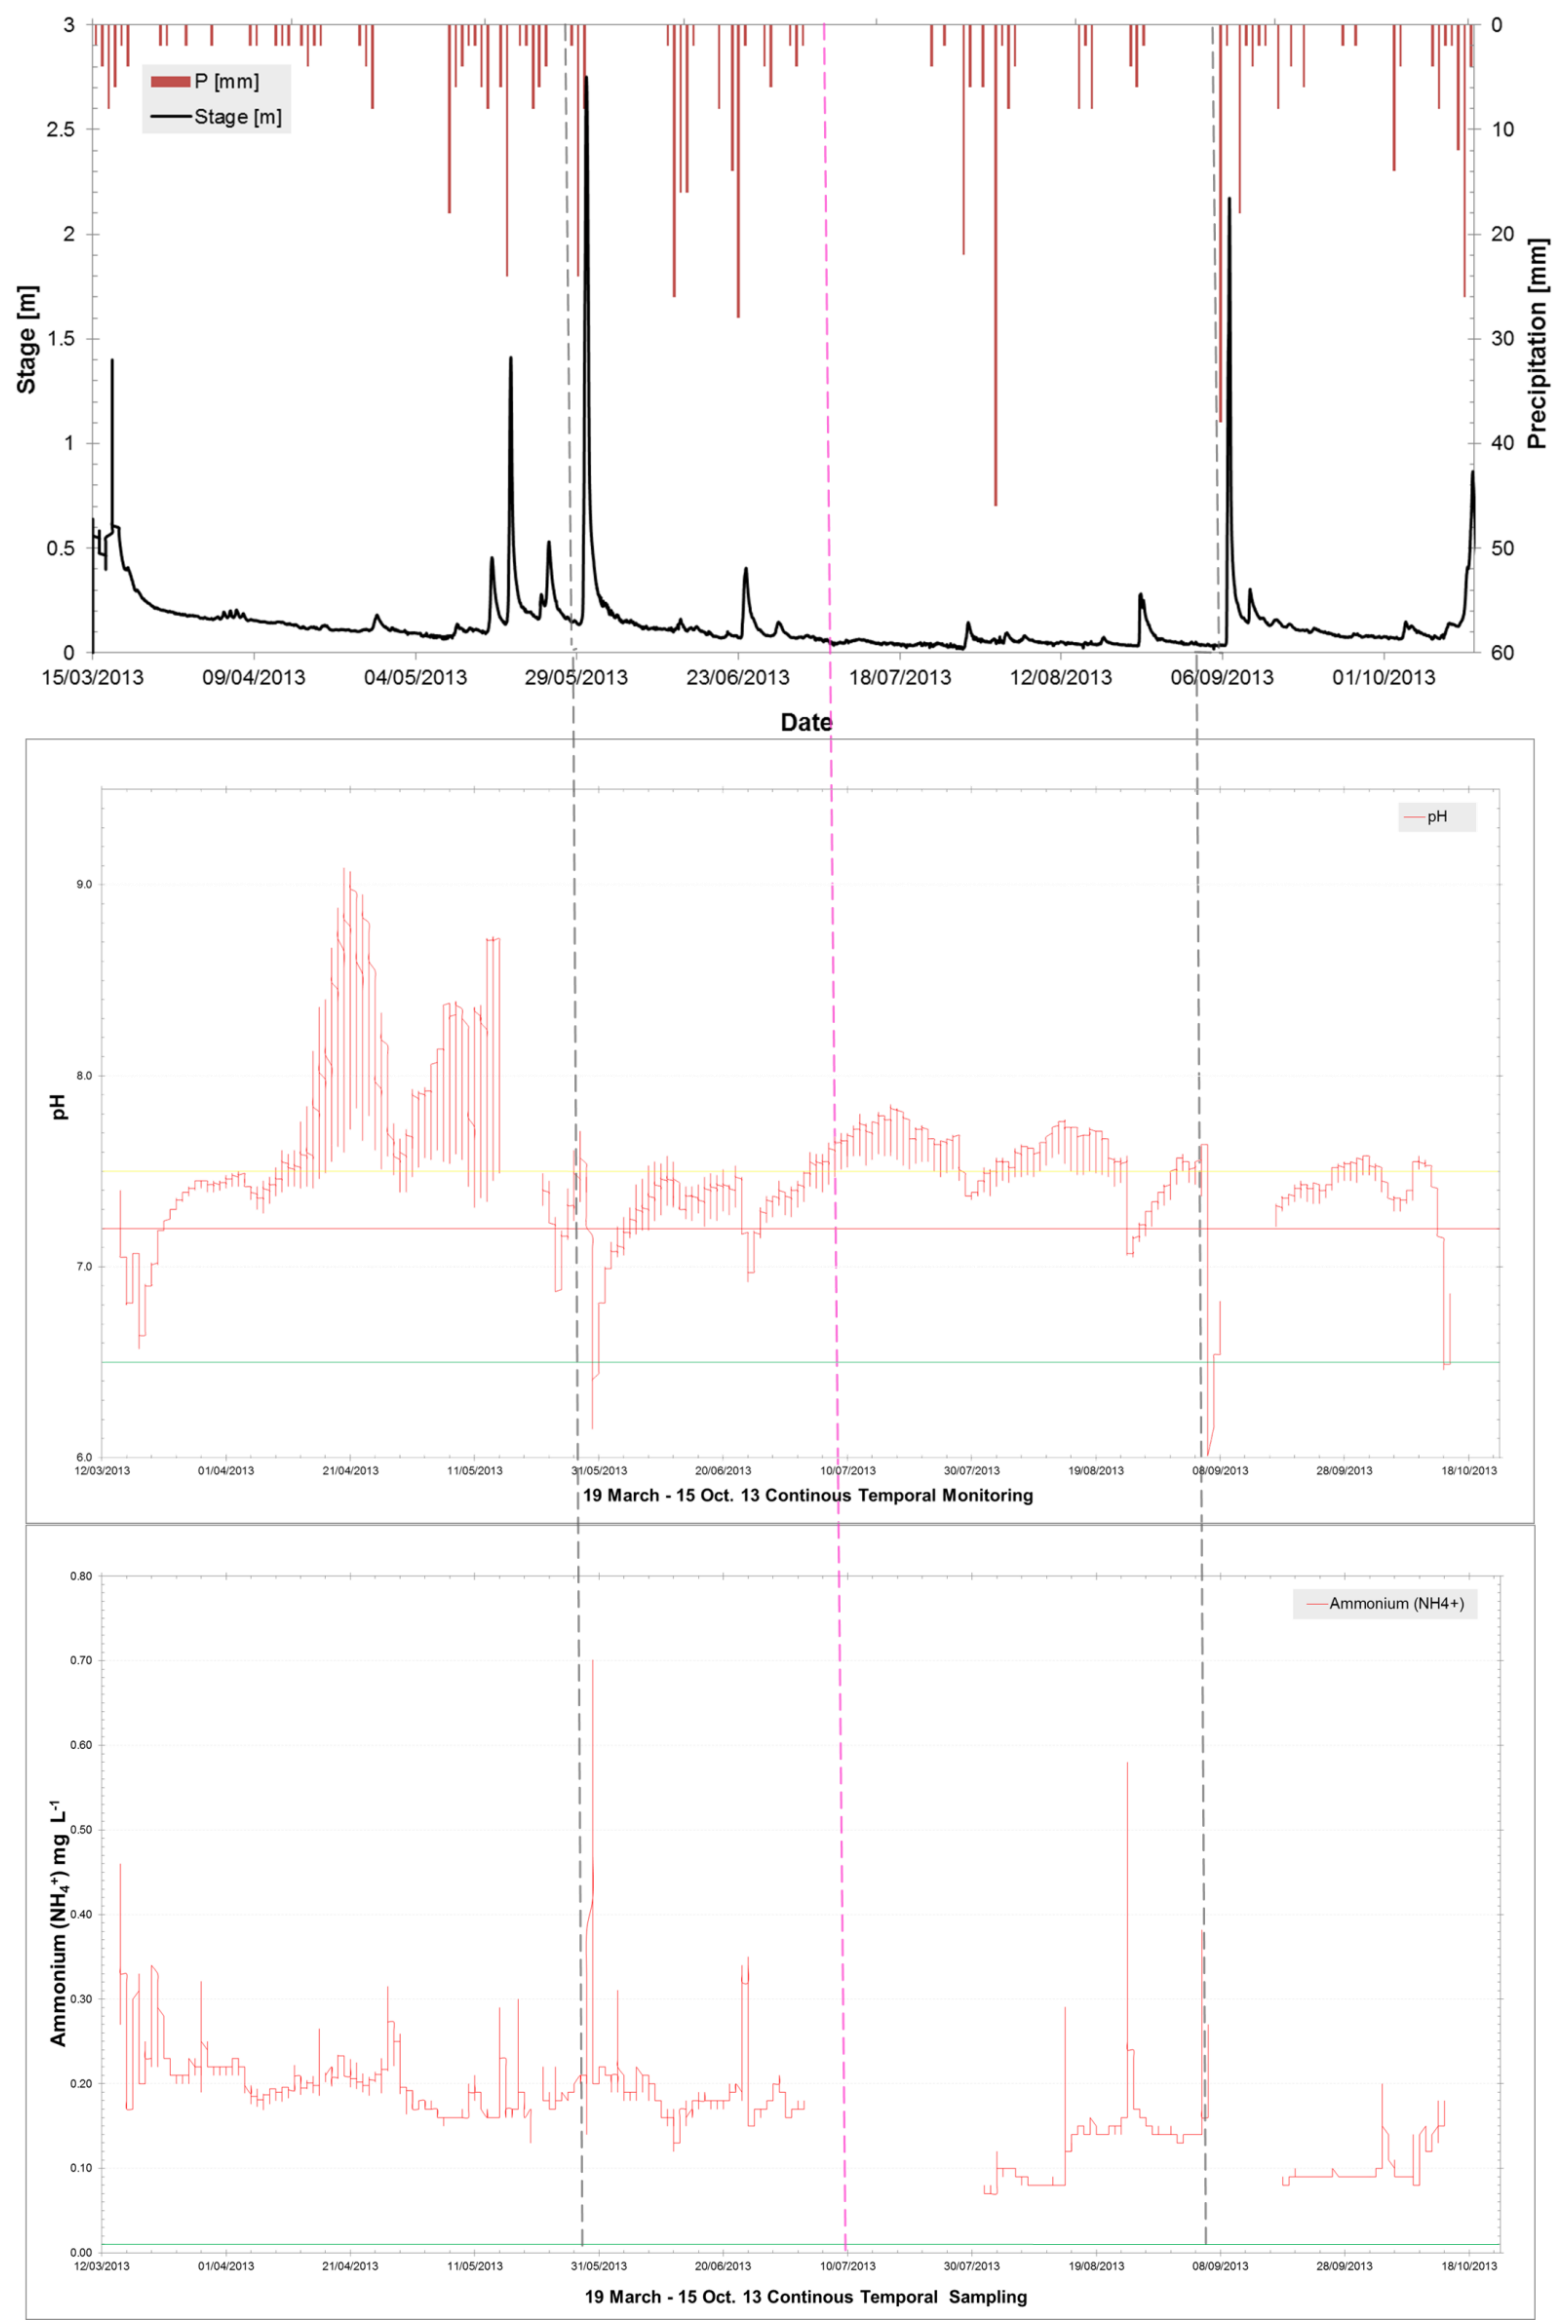 3
2.5
2
1.5
1
0.5
0
Stage [m]
P [mm]
Stage [m]
0
10
20
30
40
50
60
Precipitation [mm]
15/03/2013 09/04/2013 04/05/2013 29/05/2013 23/06/2013 18/07/2013 12/08/2013 06/09/2013 01/10/2013
Date
pH
9.0
8.0
7.0
6.0
pH
12/03/2013 01/04/2013 21/04/2013 11/05/2013 31/05/2013 20/06/2013 10/07/2013 30/07/2013 19/08/2013 08/09/2013 28/09/2013 18/10/2013
19 March - 15 Oct. 13 Continous Temporal Monitoring
0.80
0.70
0.60
0.50
0.40
0.30
0.20
0.10
0.00
Ammonium (NH4+)
Ammonium (NH₄⁺) mg L⁻¹
12/03/2013 01/04/2013 21/04/2013 11/05/2013 31/05/2013 20/06/2013 10/07/2013 30/07/2013 19/08/2013 08/09/2013 28/09/2013 18/10/2013
19 March - 15 Oct. 13 Continous Temporal Sampling